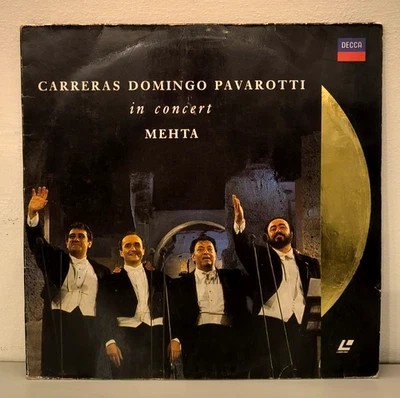 DECCA
CARRERAS DOMINGO PAVAROTTI
in concert
MEHTA